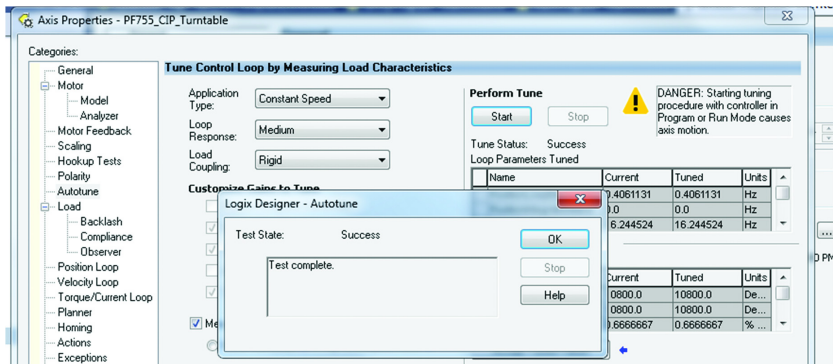 Axis Properties - PF755_CIP_Turntable
Categories:
General
Motor
Model
Analyzer
Motor Feedback
Scaling
Hookup Tests
Polarity
Autotune
Load
Backlash
Compliance
Observer
Position Loop
Velocity Loop
Torque/Current Loop
Planner
Homing
Actions
Exceptions
Tune Control Loop by Measuring Load Characteristics
Application Type: Constant Speed
Loop Response: Medium
Load Coupling: Rigid
Customize Gains to Tune
Perform Tune
Start Stop
DANGER: Starting tuning
procedure with controller in
Program or Run Mode causes
axis motion.
Tune Status: Success
Loop Parameters Tuned
Name Current Tuned Units
0.4061131 0.4061131 Hz
0.0 0.0 Hz
16.244524 16.244524 Hz
Logix Designer - Autotune
Test State: Success
Test complete.
OK
Stop
Help
Current Tuned Units
10800.0 10800.0 De...
10800.0 10800.0 De...
0.6666667 0.6666667 % ...